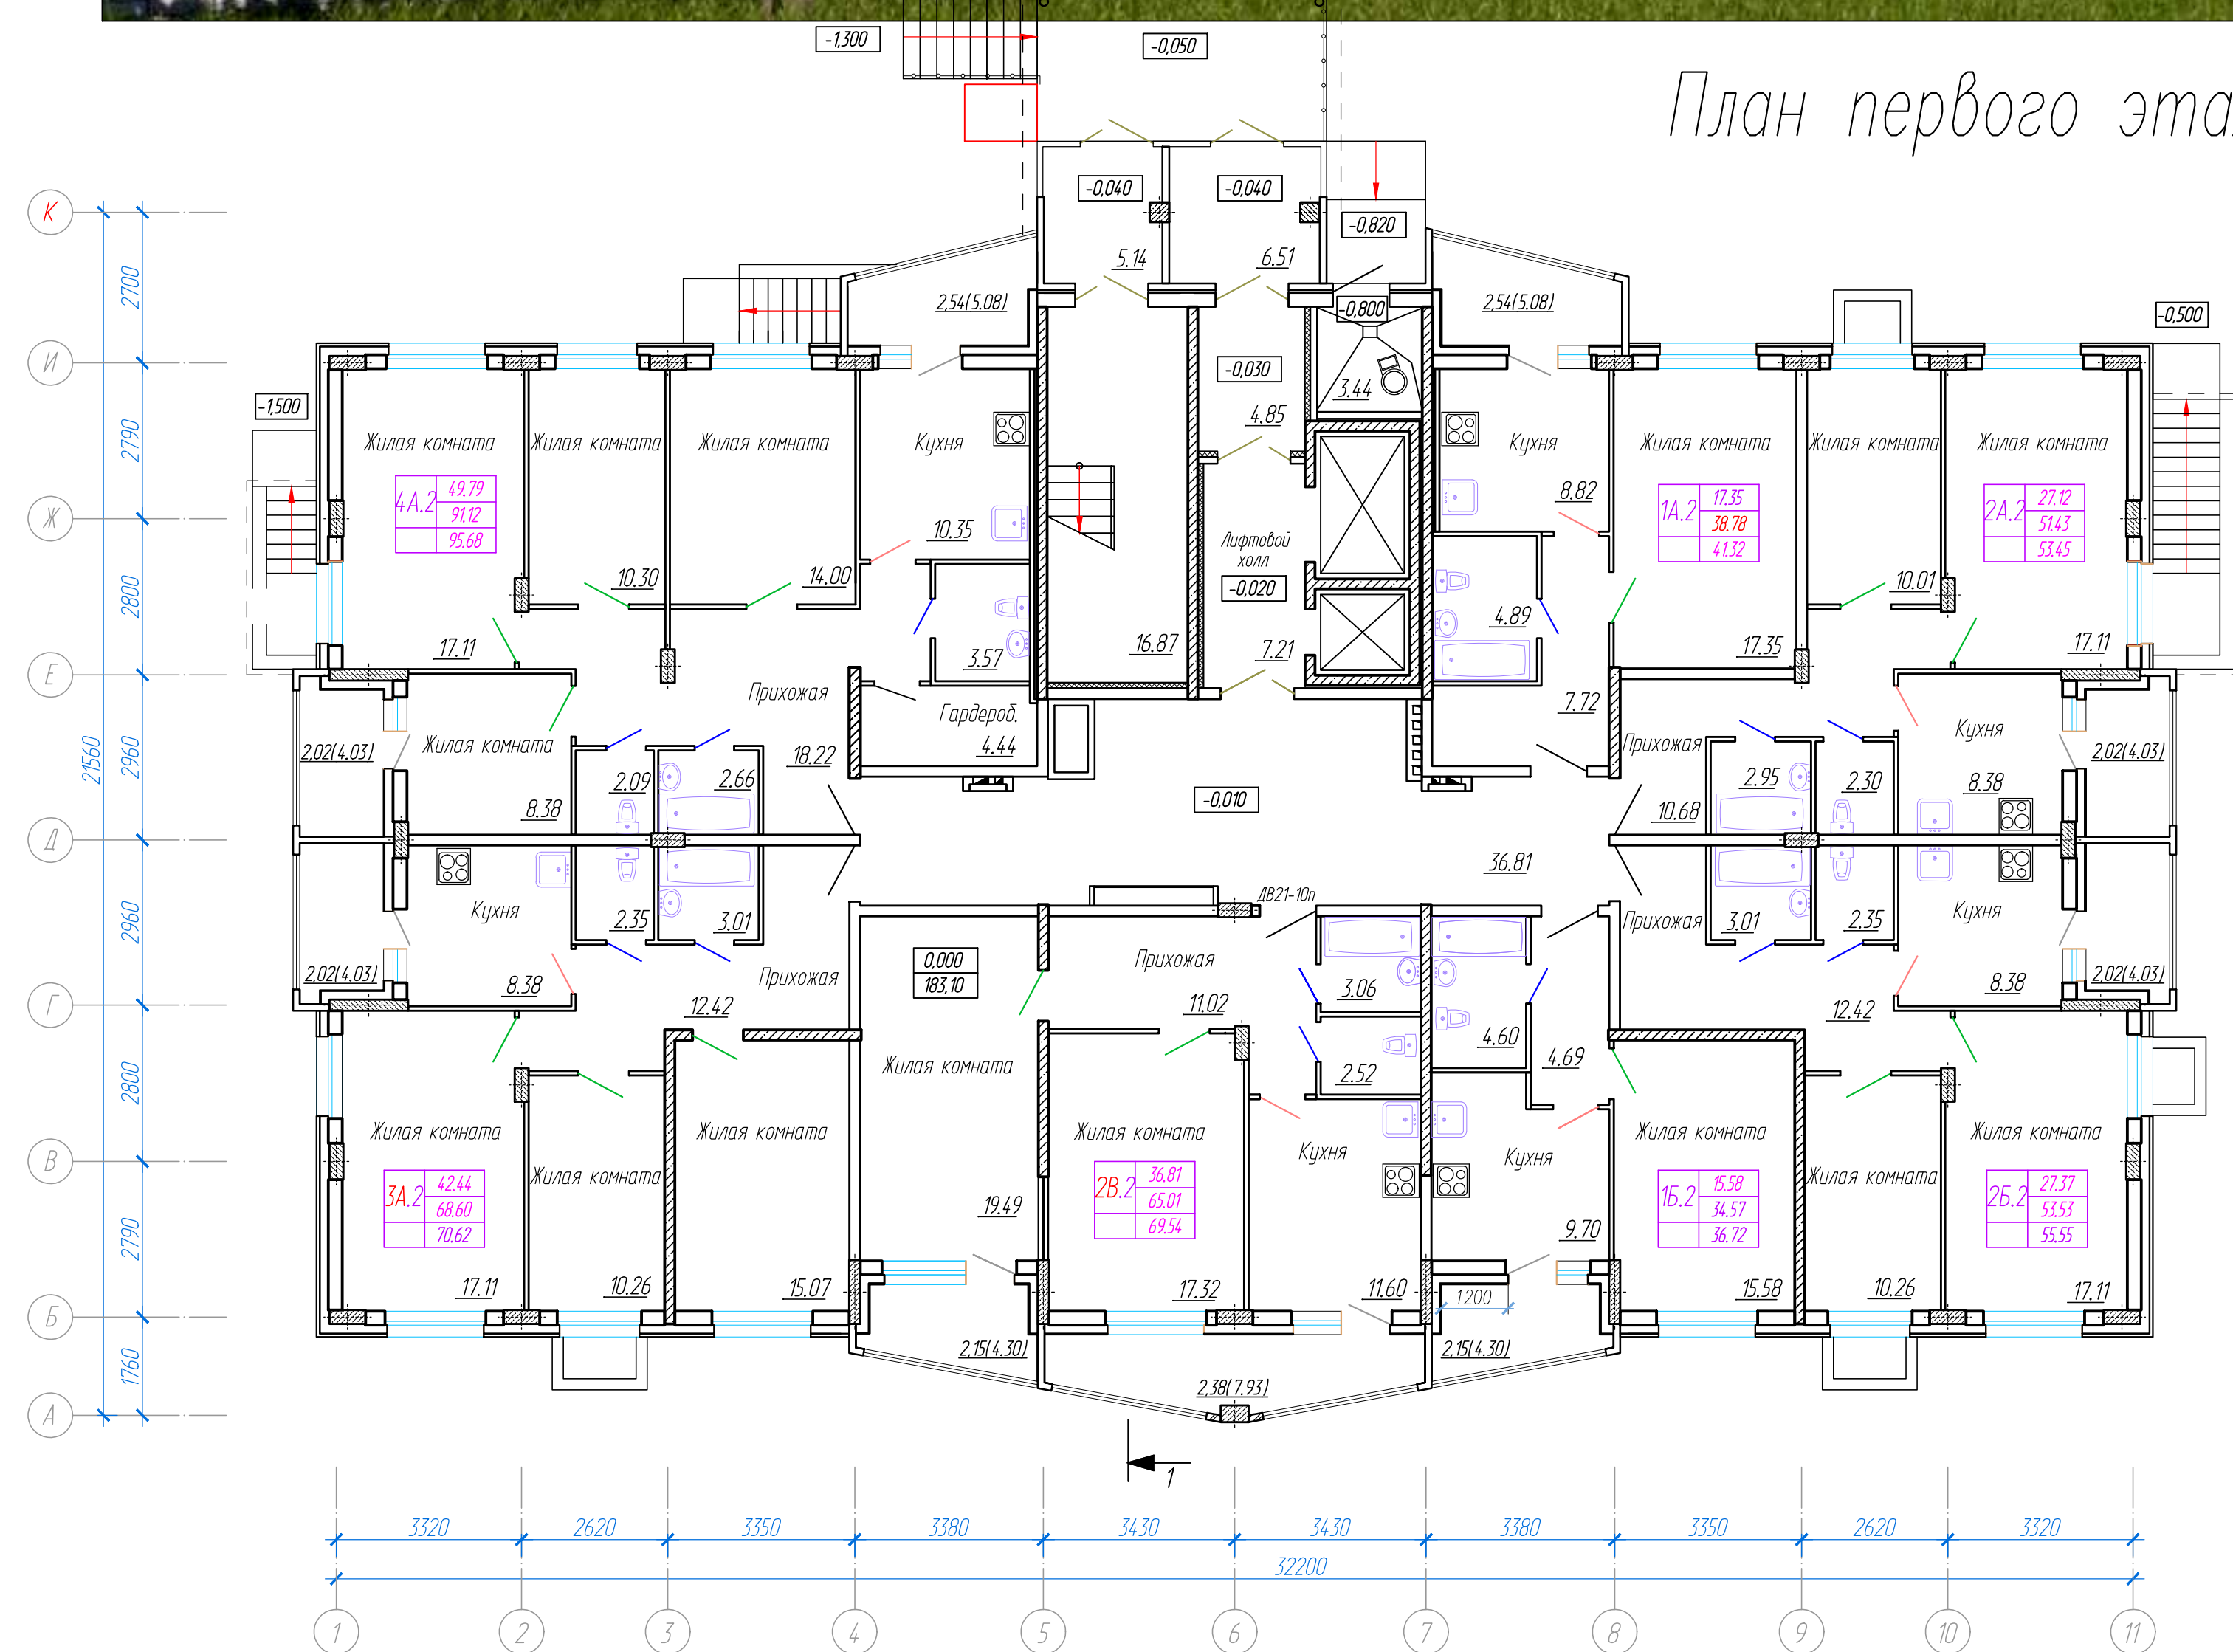 -1,300
-0,050
План первого эта
-0,040
-0,040
-0,820
К
5.14
6.51
2700
2,54(5.08)
-0,800
2,54(5.08)
-0,500
И
-0,030
3.44
-1,500
4.85
2790
Жилая комната
Жилая комната
Жилая комната
Кухня
Кухня
Жилая комната
Жилая комната
Жилая комната
4А.2
49.79
91.12
95.68
8.82
1А.2
17.35
38.78
41.32
2А.2
27.12
51.43
53.45
Ж
10.35
Лифтовой
холл
-0,020
2800
10.30
14.00
10.01
4.89
17.11
3.57
16.87
7.21
17.35
17.11
Е
Прихожая
7.72
Гардероб.
4.44
21560
2960
2,02(4.03)
Жилая комната
18.22
Прихожая
Кухня
2,02(4.03)
2.09
2.66
2.95
2.30
8.38
8.38
-0,010
10.68
Д
36.81
ДВ21-10п
2960
Кухня
2.35
3.01
Прихожая
3.01
2.35
Кухня
2,02(4.03)
Прихожая
0,000
183,10
Прихожая
2,02(4.03)
8.38
3.06
8.38
Г
12.42
11.02
12.42
4.60
4.69
2800
Жилая комната
2.52
Жилая комната
Жилая комната
Жилая комната
Кухня
Кухня
Жилая комната
Жилая комната
В
Жилая комната
Жилая комната
3А.2
42.44
68.60
70.62
2В.2
36.81
65.01
69.54
1Б.2
15.58
34.57
36.72
2Б.2
27.37
53.53
55.55
2790
19.49
9.70
17.11
10.26
15.07
17.32
11.60
1200
15.58
10.26
17.11
Б
1760
2,15(4.30)
2,15(4.30)
2,38(7.93)
А
1
3320
2620
3350
3380
3430
3430
3380
3350
2620
3320
32200
1
2
3
4
5
6
7
8
9
10
11